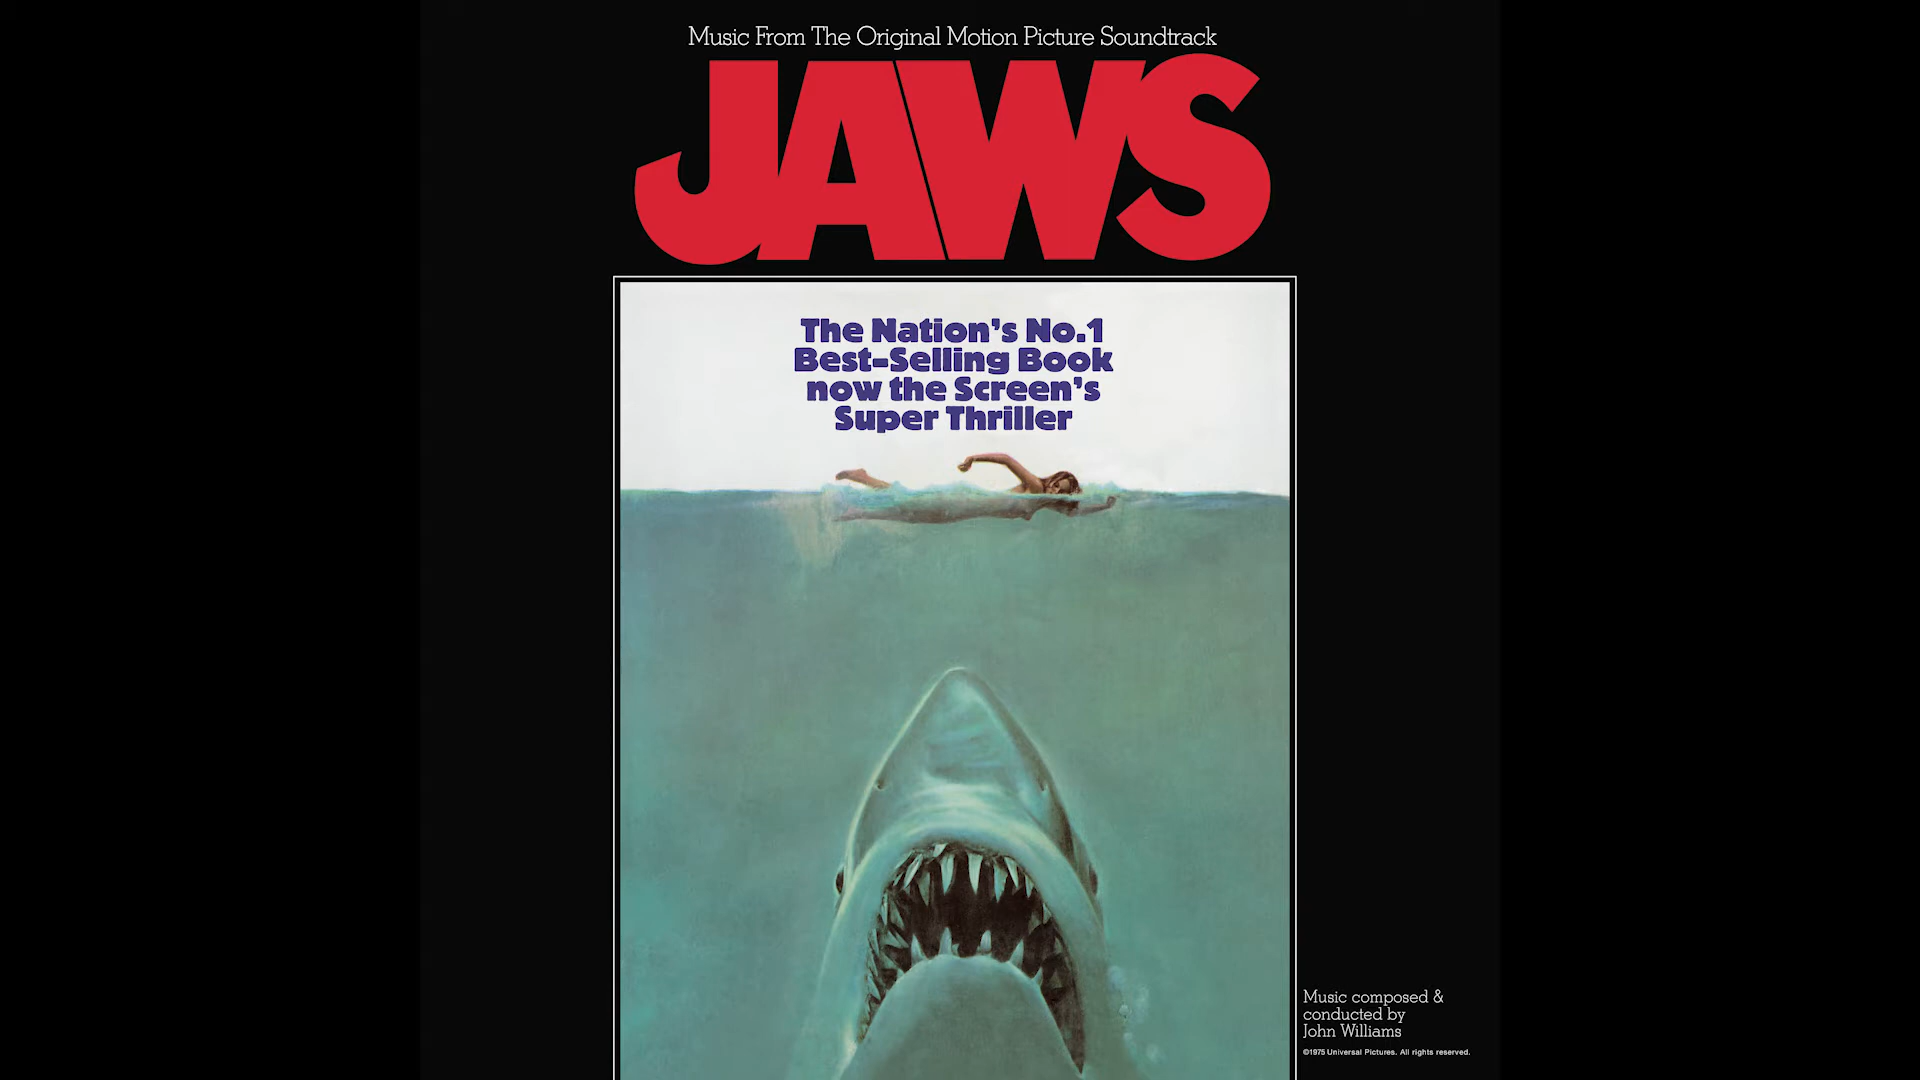 Music From The Original Motion Picture Soundtrack
JAWS
The Nation's No.1
Best-Selling Book
now the Screen's
Super Thriller
Music composed &
conducted by
John Williams
©1975 Universal Pictures. All rights reserved.